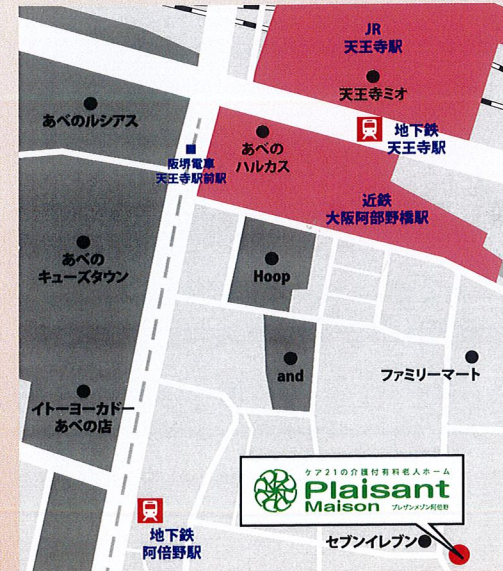 JR
天王寺駅
天王寺ミオ
あべのルシアス
地下鉄
天王寺駅
あべの
ハルカス
阪堺電車
天王寺駅前駅
近鉄
大阪阿部野橋駅
あべの
キューズタウン
Hoop
and
ファミリーマート
イトーヨーカドー
あべの店
ケア21の介護付有料老人ホーム
Plaisant
Maison プレザンメゾン阿倍野
セブンイレブン
地下鉄
阿倍野駅